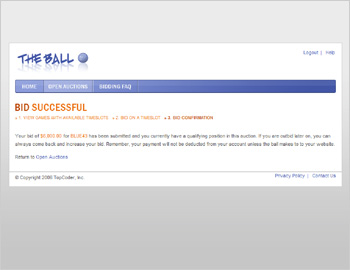 THE BALL
Logout | Help
HOME OPEN AUCTIONS BIDDING FAQ
BID SUCCESSFUL
1. VIEW GAMES WITH AVAILABLE TIMESLOTS 2. BID ON A TIMESLOT 3. BID CONFIRMATION
Your bid of for has been submitted and you currently have a qualifying position in this auction. If you are outbid later on, you can
always come back and increase your bid. Remember, your payment will not be deducted from your account unless the ball makes to to your website.
Return to Open Auctions
© Copyright 2008 TopCoder, Inc. Privacy Policy | Contact Us